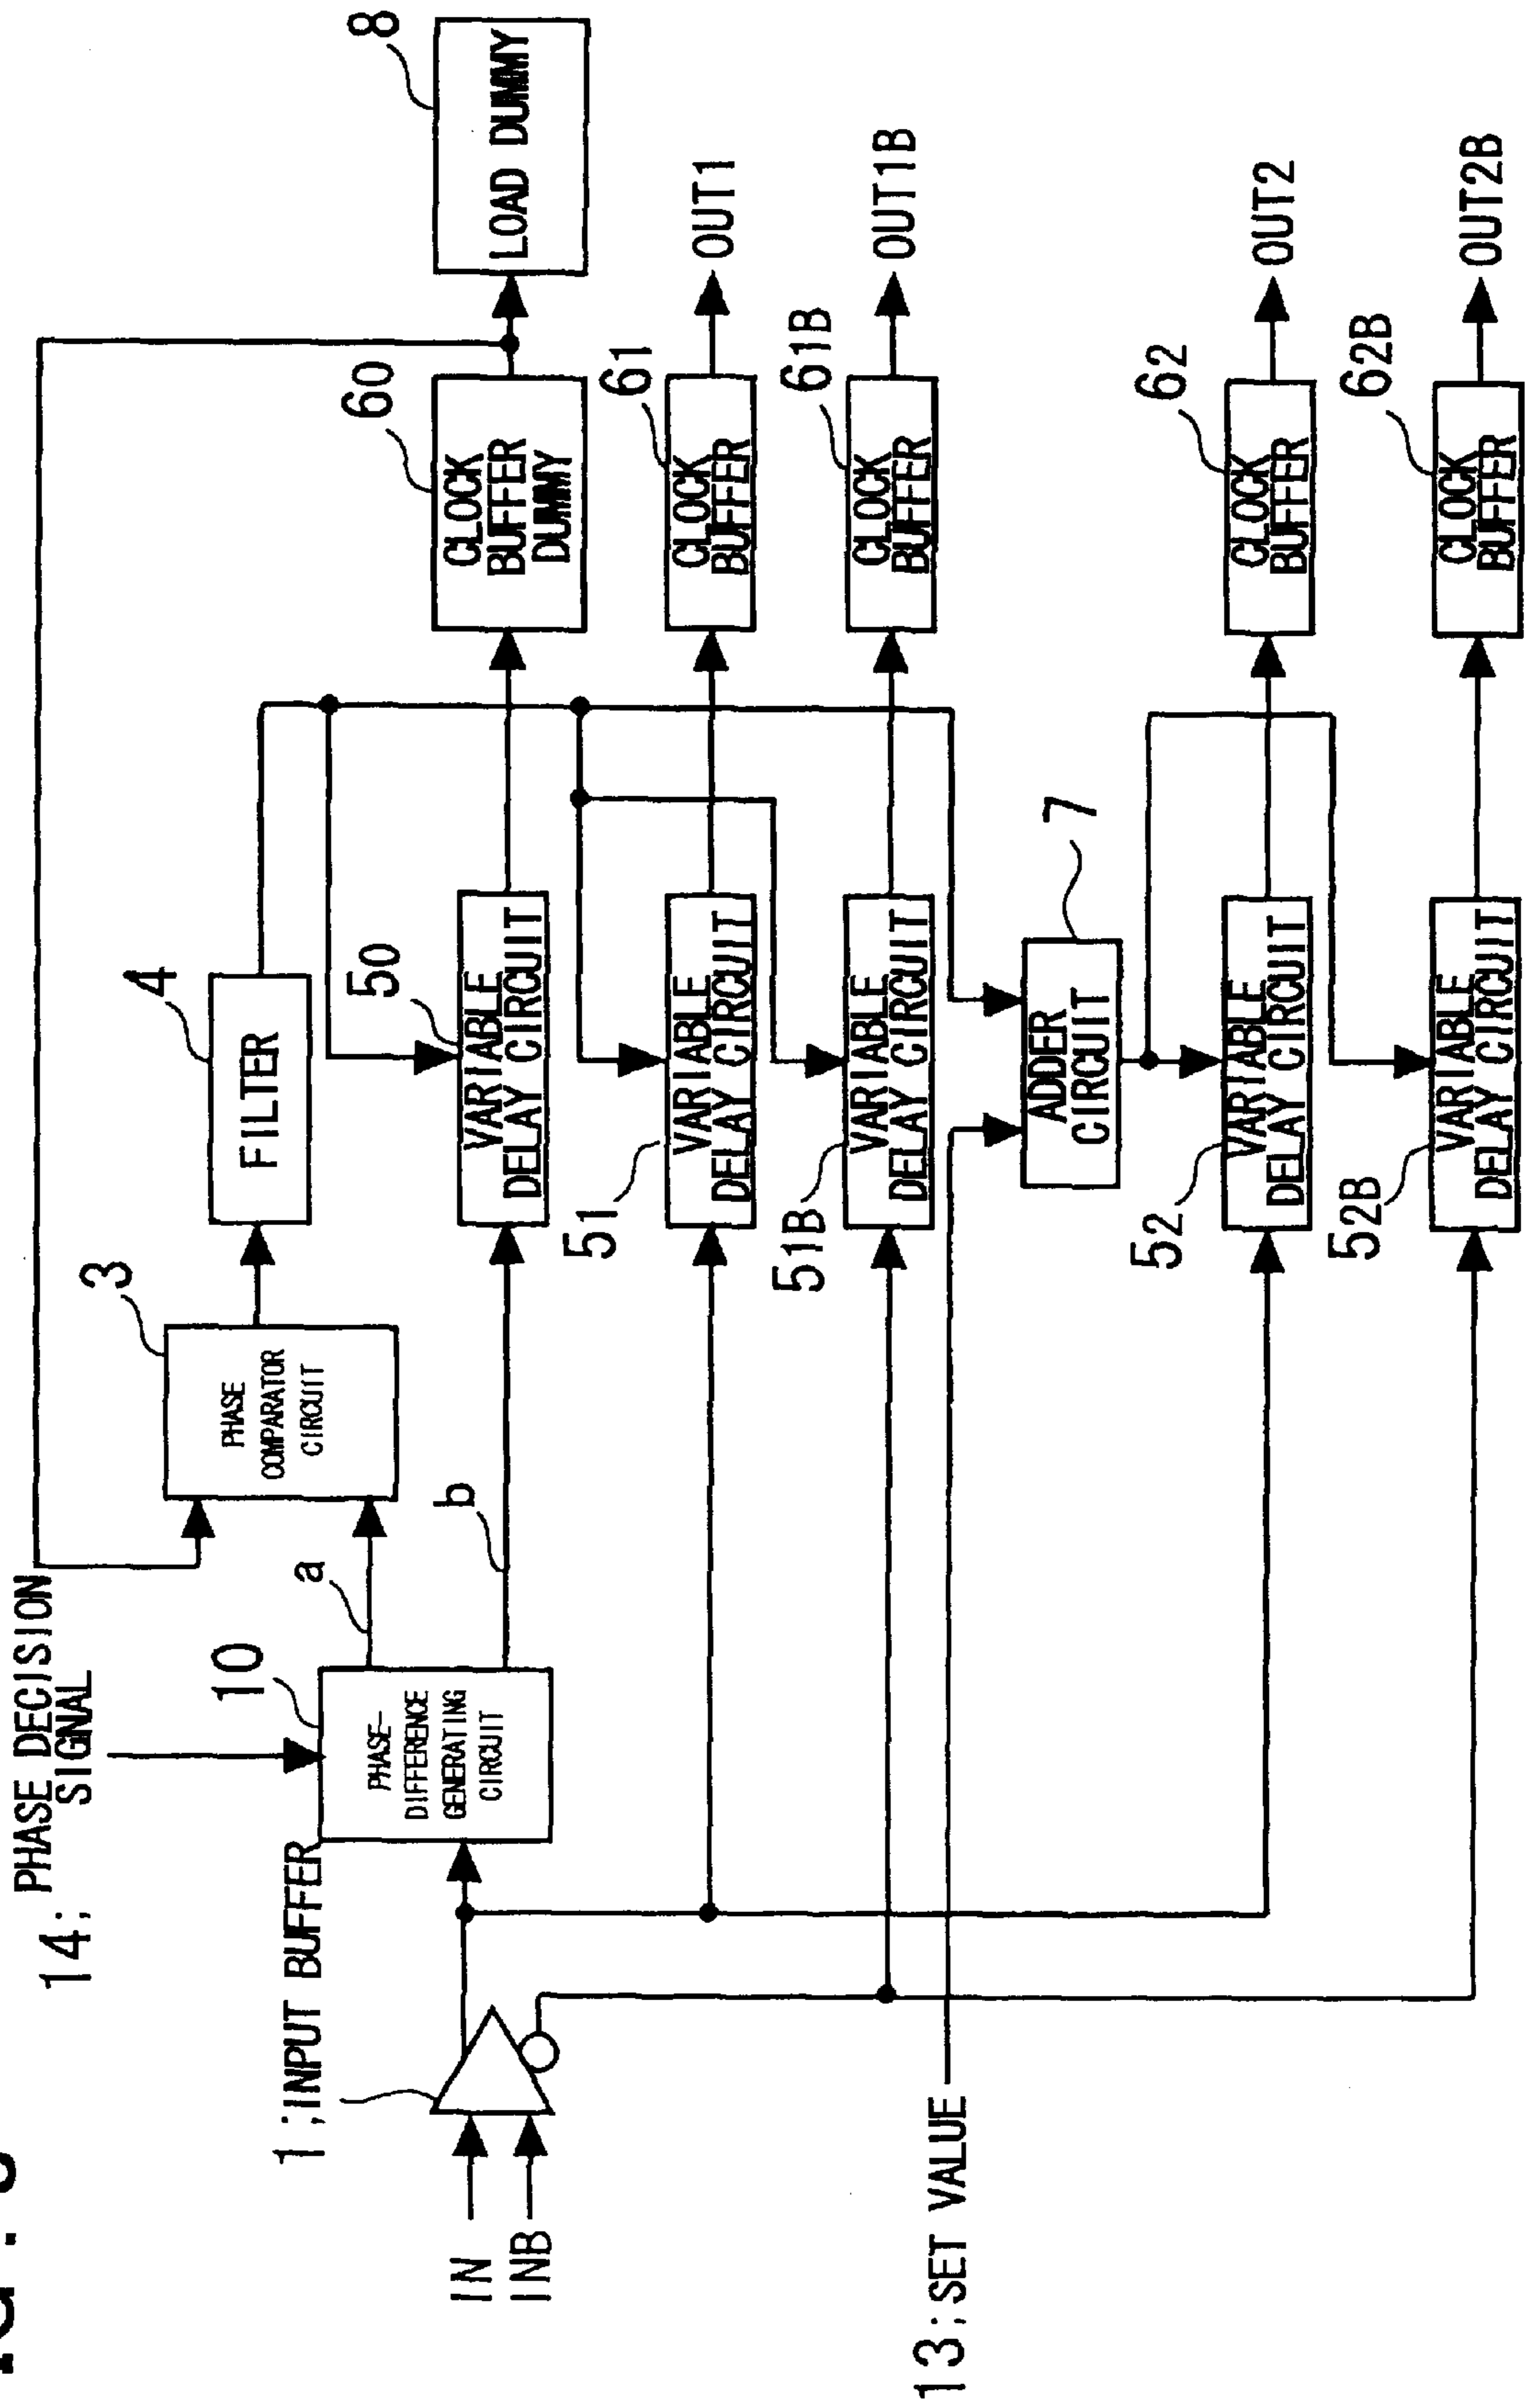 14; PHASE DECISION
SIGNAL
1;INPUT BUFFER
IN
INB
13;SET VALUE
10
PHASE-
DIFFERENCE
GENERATING
CIRCUIT
a
b
3
PHASE
COMPARATOR
CIRCUIT
4
FILTER
50
VARIABLE
DELAY CIRCUIT
51
VARIABLE
DELAY CIRCUIT
51B
VARIABLE
DELAY CIRCUIT
7
ADDER
CIRCUIT
52
VARIABLE
DELAY CIRCUIT
52B
VARIABLE
DELAY CIRCUIT
60
CLOCK
BUFFER
DUMMY
61
CLOCK
BUFFER
61B
CLOCK
BUFFER
62
CLOCK
BUFFER
62B
CLOCK
BUFFER
8
LOAD DUMMY
OUT1
OUT1B
OUT2
OUT2B